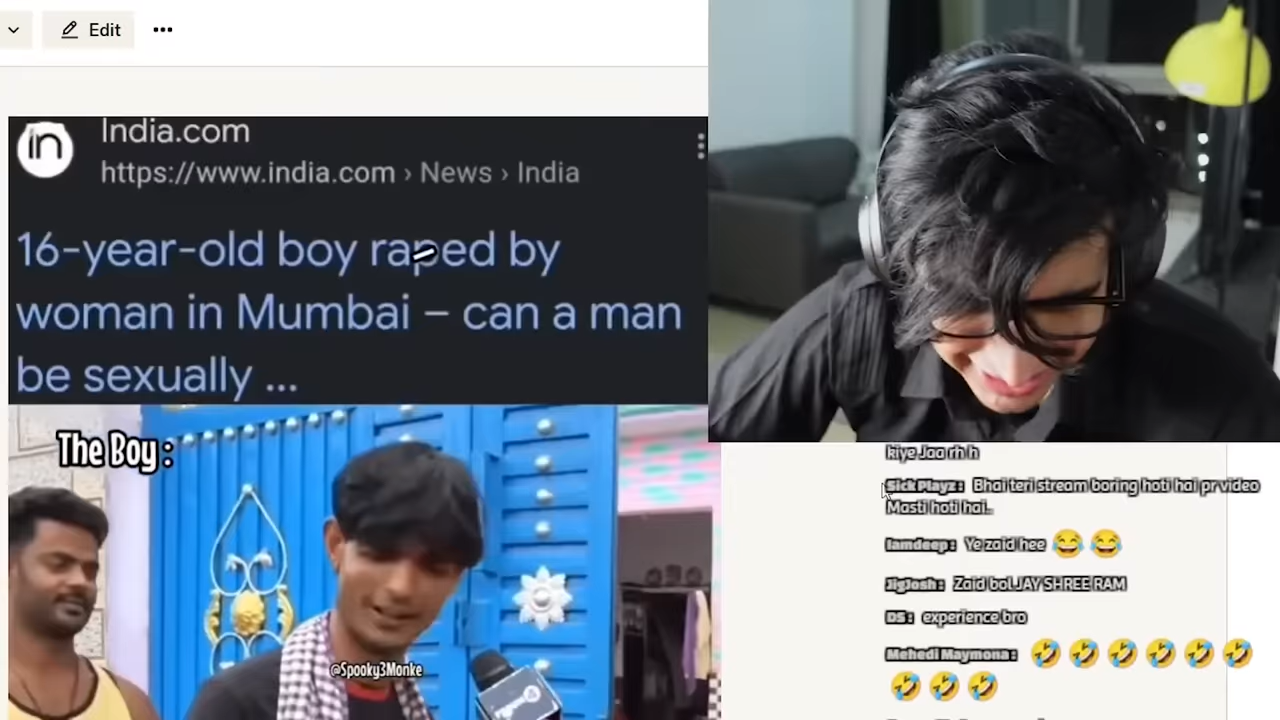 Edit
India.com
https://www.india.com › News › India
16-year-old boy raped by
woman in Mumbai – can a man
be sexually ...
The Boy :
@Spooky3Monke
kiye Jaa rh h
Sick Playz : Bhai teri stream boring hoti hai pr video
Masti hoti hai..
Iamdeep : Ye zaid hee 😂 😂
JigJosh : Zaid bol JAY SHREE RAM
DS : experience bro
Mehedi Maymona : 🤣 🤣 🤣 🤣 🤣 🤣
🤣 🤣 🤣